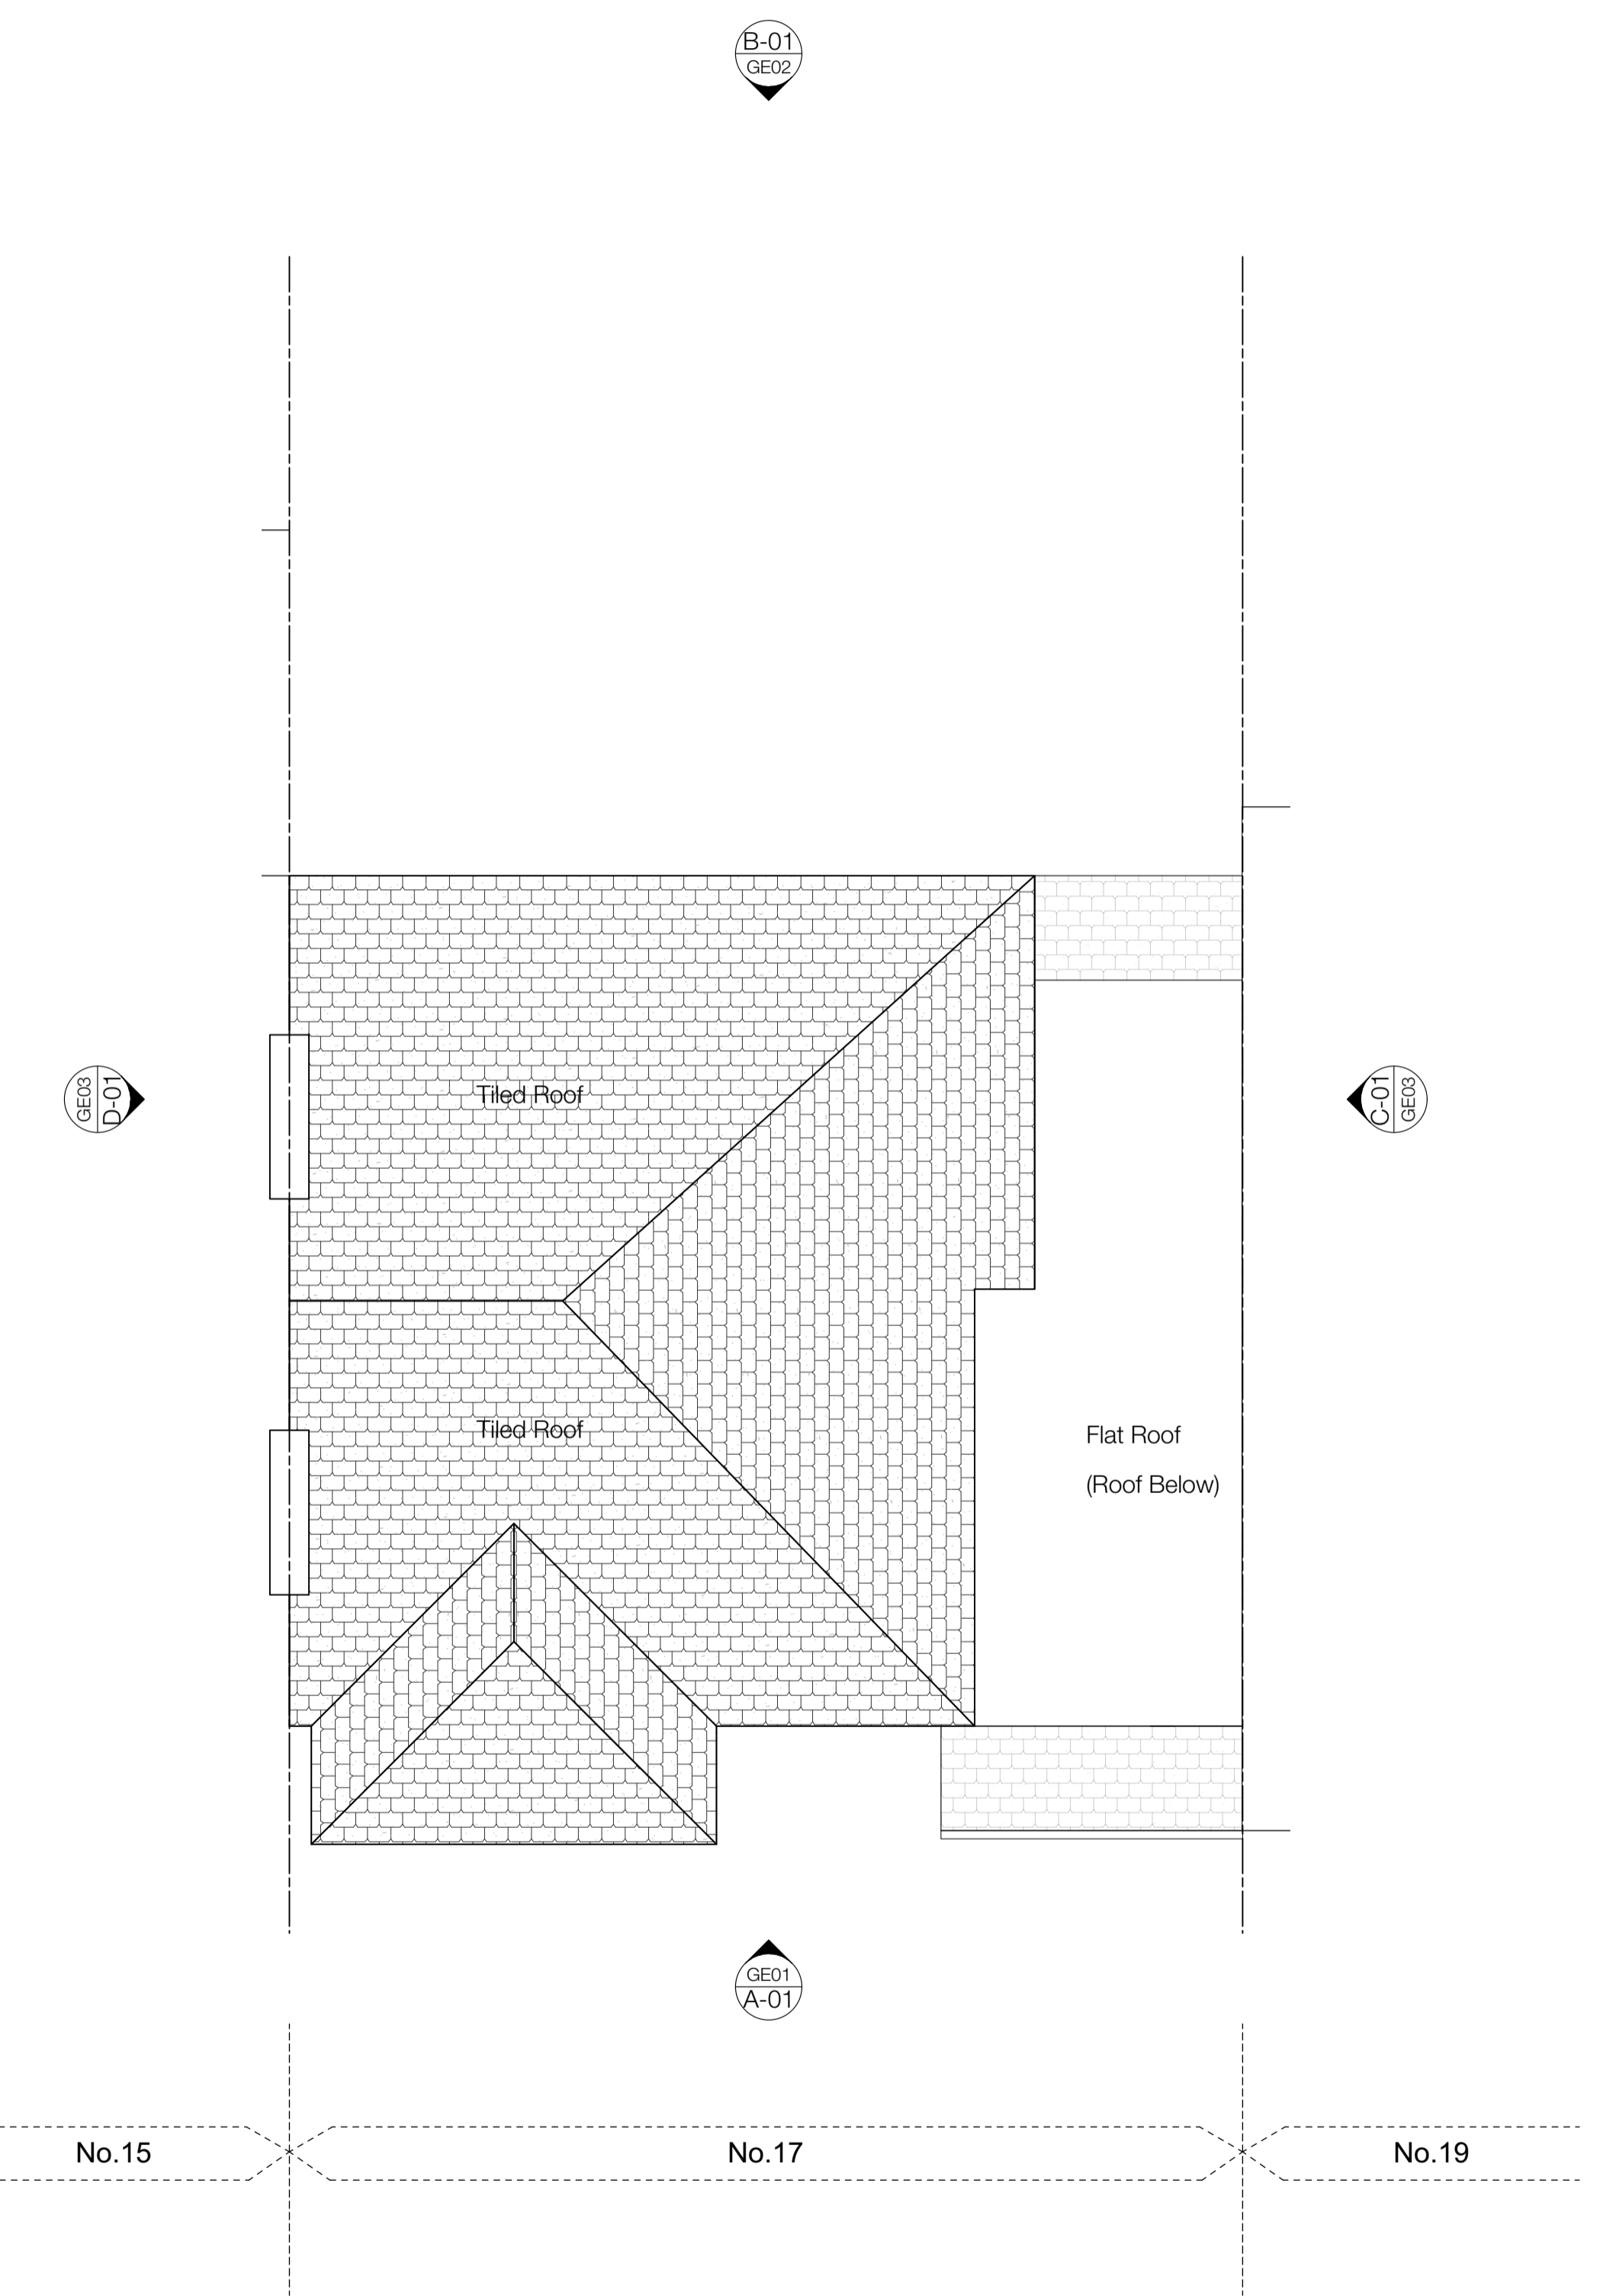 B-01
GE02
Tiled Roof
GE03
D-01
C-01
GE03
Tiled Roof
Flat Roof
(Roof Below)
GE01
A-01
No.15
No.17
No.19